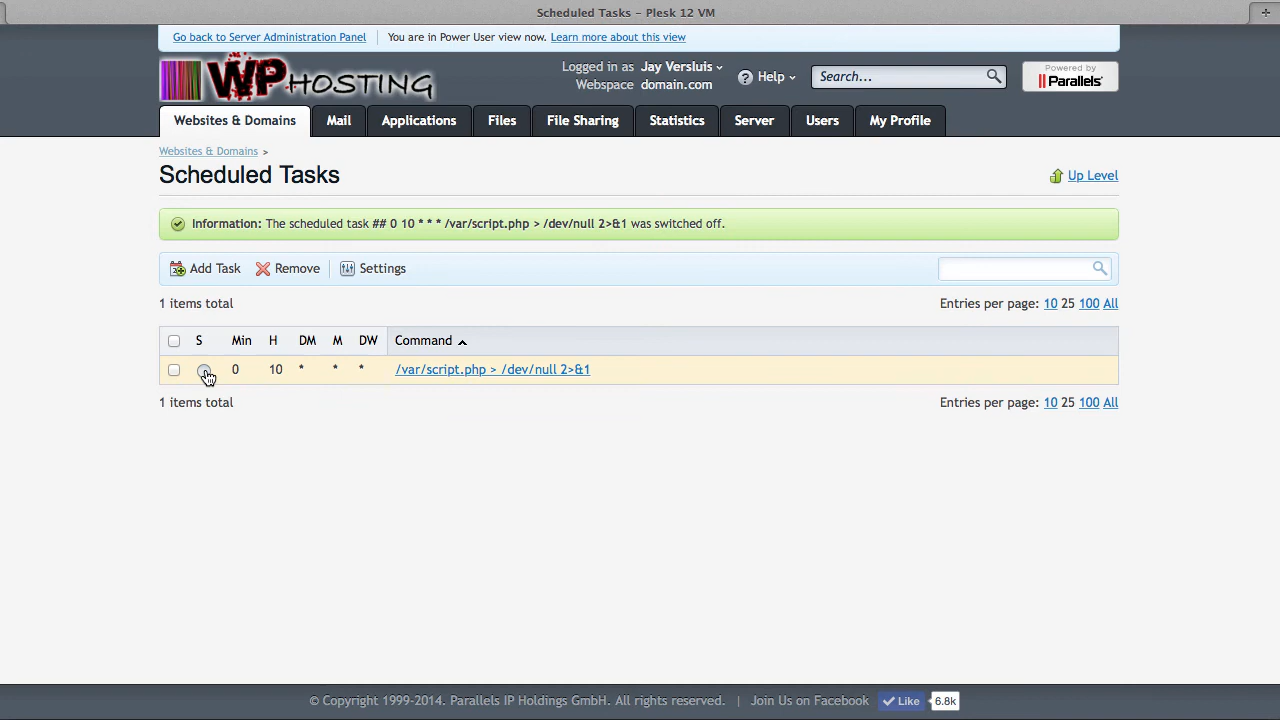 Scheduled Tasks – Plesk 12 VM
Go back to Server Administration Panel
You are in Power User view now. Learn more about this view
WPHOSTING
Logged in as Jay Versluis
Webspace domain.com
Help
Search...
Powered by
Parallels
Websites & Domains
Mail
Applications
Files
File Sharing
Statistics
Server
Users
My Profile
Websites & Domains >
Scheduled Tasks
Up Level
Information: The scheduled task ## 0 10 * * * /var/script.php > /dev/null 2>&1 was switched off.
Add Task
Remove
Settings
1 items total
Entries per page: 10 25 100 All
S Min H DM M DW Command
0 10 * * * /var/script.php > /dev/null 2>&1
1 items total
Entries per page: 10 25 100 All
© Copyright 1999-2014. Parallels IP Holdings GmbH. All rights reserved. | Join Us on Facebook
Like
6.8k